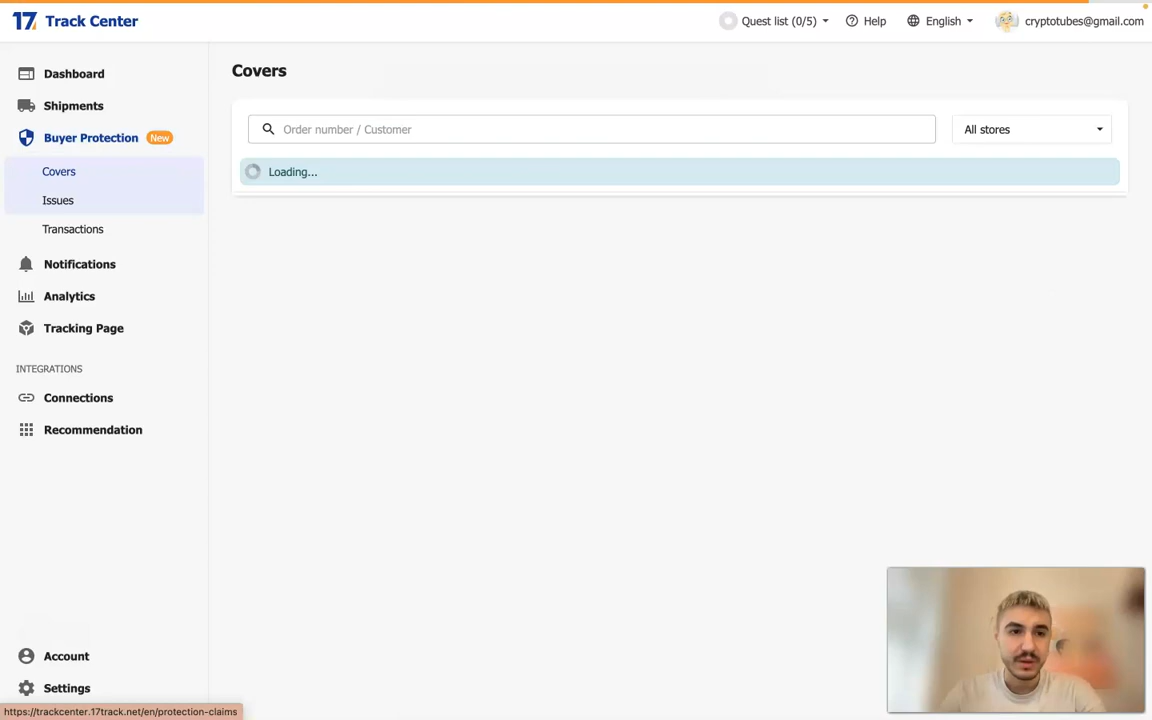 17 Track Center
Quest list (0/5)
Help
English
cryptotubes@gmail.com
Dashboard
Shipments
Buyer Protection New
Covers
Issues
Transactions
Notifications
Analytics
Tracking Page
INTEGRATIONS
Connections
Recommendation
Account
Settings
https://trackcenter.17track.net/en/protection-claims
Covers
Order number / Customer
All stores
Loading...